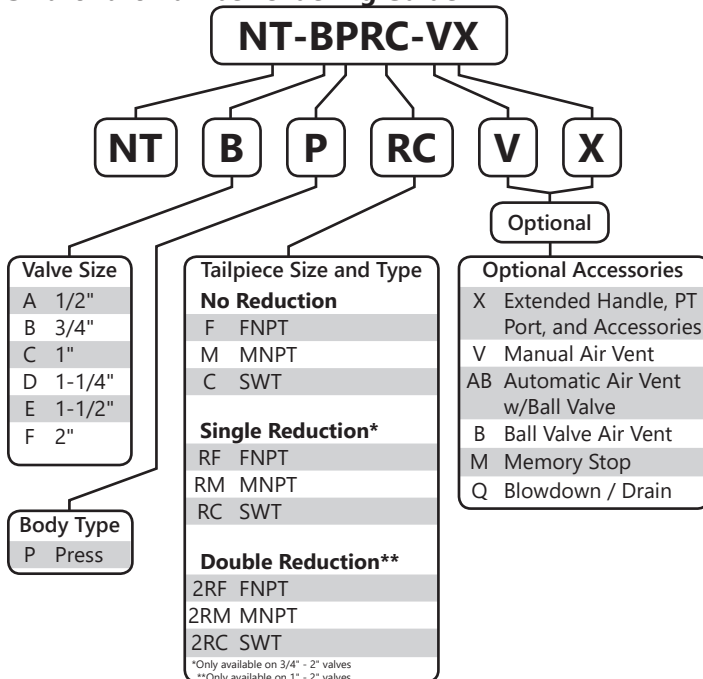 NT-BPRC-VX
NT B P RC V X
Optional
Valve Size
A 1/2"
B 3/4"
C 1"
D 1-1/4"
E 1-1/2"
F 2"
Body Type
P Press
Tailpiece Size and Type
No Reduction
F FNPT
M MNPT
C SWT
Single Reduction*
RF FNPT
RM MNPT
RC SWT
Double Reduction**
2RF FNPT
2RM MNPT
2RC SWT
*Only available on 3/4" - 2" valves
**Only available on 1" - 2" valves
Optional Accessories
X Extended Handle, PT
Port, and Accessories
V Manual Air Vent
AB Automatic Air Vent
w/Ball Valve
B Ball Valve Air Vent
M Memory Stop
Q Blowdown / Drain